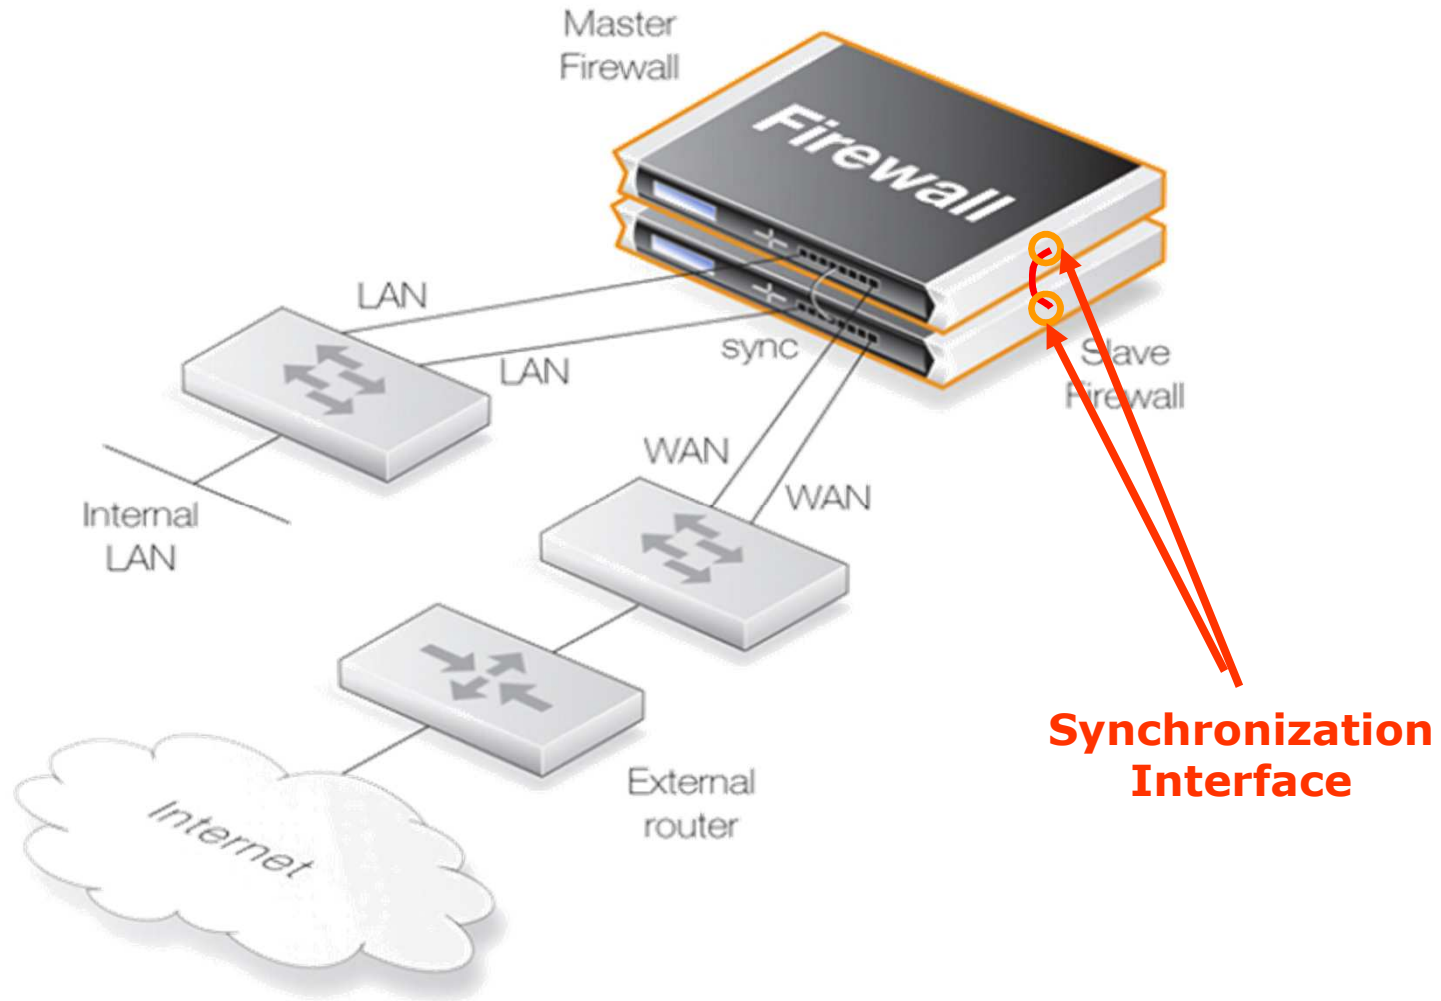 Master
Firewall
Firewall
LAN
LAN
sync
Slave
Firewall
WAN
WAN
Internal
LAN
Synchronization
Interface
External
router
Internet